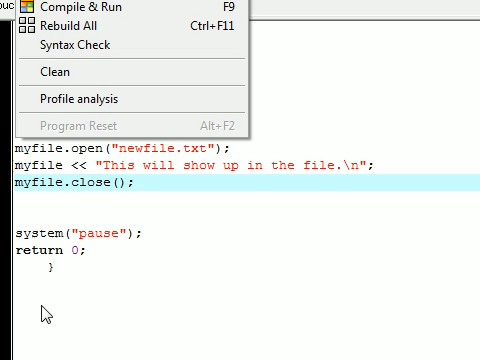 Compile & Run F9
Rebuild All Ctrl+F11
Syntax Check
Clean
Profile analysis
Program Reset Alt+F2
myfile.open("newfile.txt");
myfile << "This will show up in the file.\n";
myfile.close();
system("pause");
return 0;
}